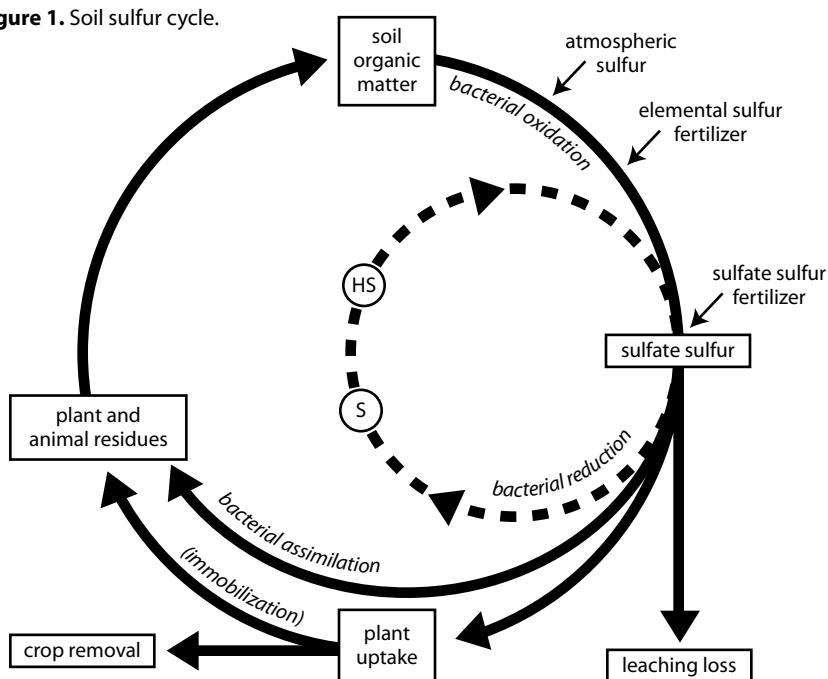 gure 1. Soil sulfur cycle.
soil
organic
matter
atmospheric
sulfur
bacterial oxidation
elemental sulfur
fertilizer
HS
sulfate sulfur
fertilizer
sulfate sulfur
S
plant and
animal residues
bacterial reduction
bacterial assimilation
(immobilization)
plant
uptake
crop removal
leaching loss